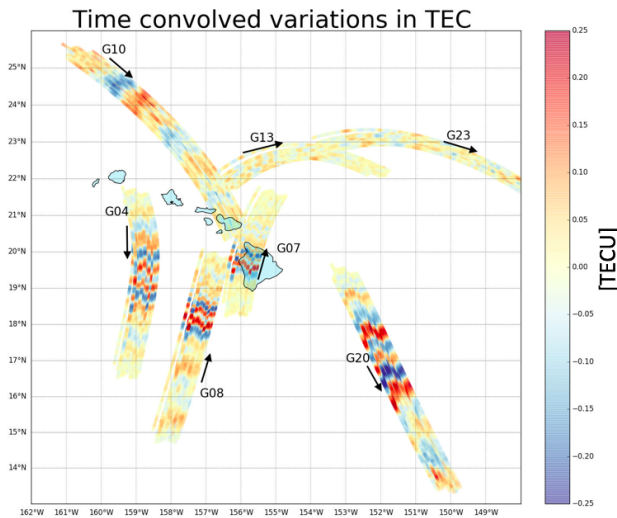 Time convolved variations in TEC
G10
G13
G23
G04
G07
G20
G08
25°N
24°N
23°N
22°N
21°N
20°N
19°N
18°N
17°N
16°N
15°N
14°N
162°W 161°W 160°W 159°W 158°W 157°W 156°W 155°W 154°W 153°W 152°W 151°W 150°W 149°W
0.25
0.20
0.15
0.10
0.05
0.00
−0.05
−0.10
−0.15
−0.20
−0.25
[TECU]